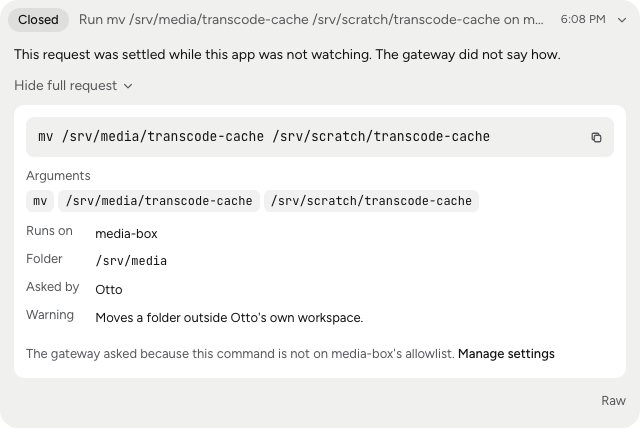 Closed Run mv /srv/media/transcode-cache /srv/scratch/transcode-cache on m... 6:08 PM
This request was settled while this app was not watching. The gateway did not say how.
Hide full request
mv /srv/media/transcode-cache /srv/scratch/transcode-cache
Arguments
mv /srv/media/transcode-cache /srv/scratch/transcode-cache
Runs on media-box
Folder /srv/media
Asked by Otto
Warning Moves a folder outside Otto's own workspace.
The gateway asked because this command is not on media-box's allowlist. Manage settings
Raw